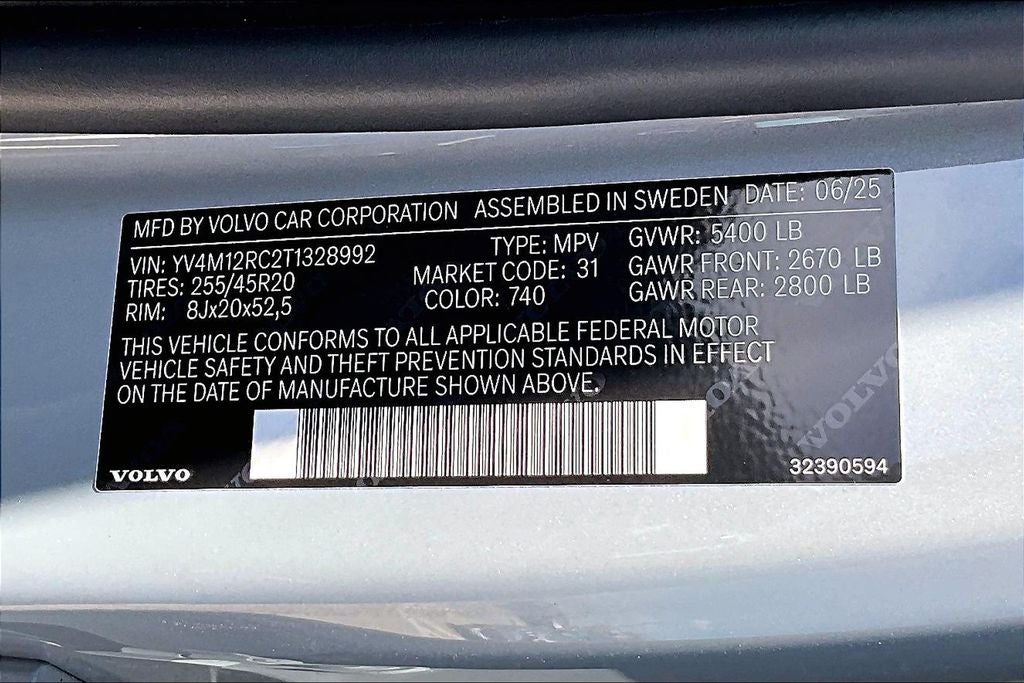 MFD BY VOLVO CAR CORPORATION ASSEMBLED IN SWEDEN DATE: 06/25
VIN: YV4M12RC2T1328992 TYPE: MPV GVWR: 5400 LB
TIRES: 255/45R20 MARKET CODE: 31 GAWR FRONT: 2670 LB
RIM: 8Jx20x52,5 COLOR: 740 GAWR REAR: 2800 LB
THIS VEHICLE CONFORMS TO ALL APPLICABLE FEDERAL MOTOR
VEHICLE SAFETY AND THEFT PREVENTION STANDARDS IN EFFECT
ON THE DATE OF MANUFACTURE SHOWN ABOVE.
VOLVO
VOLVO 32390594